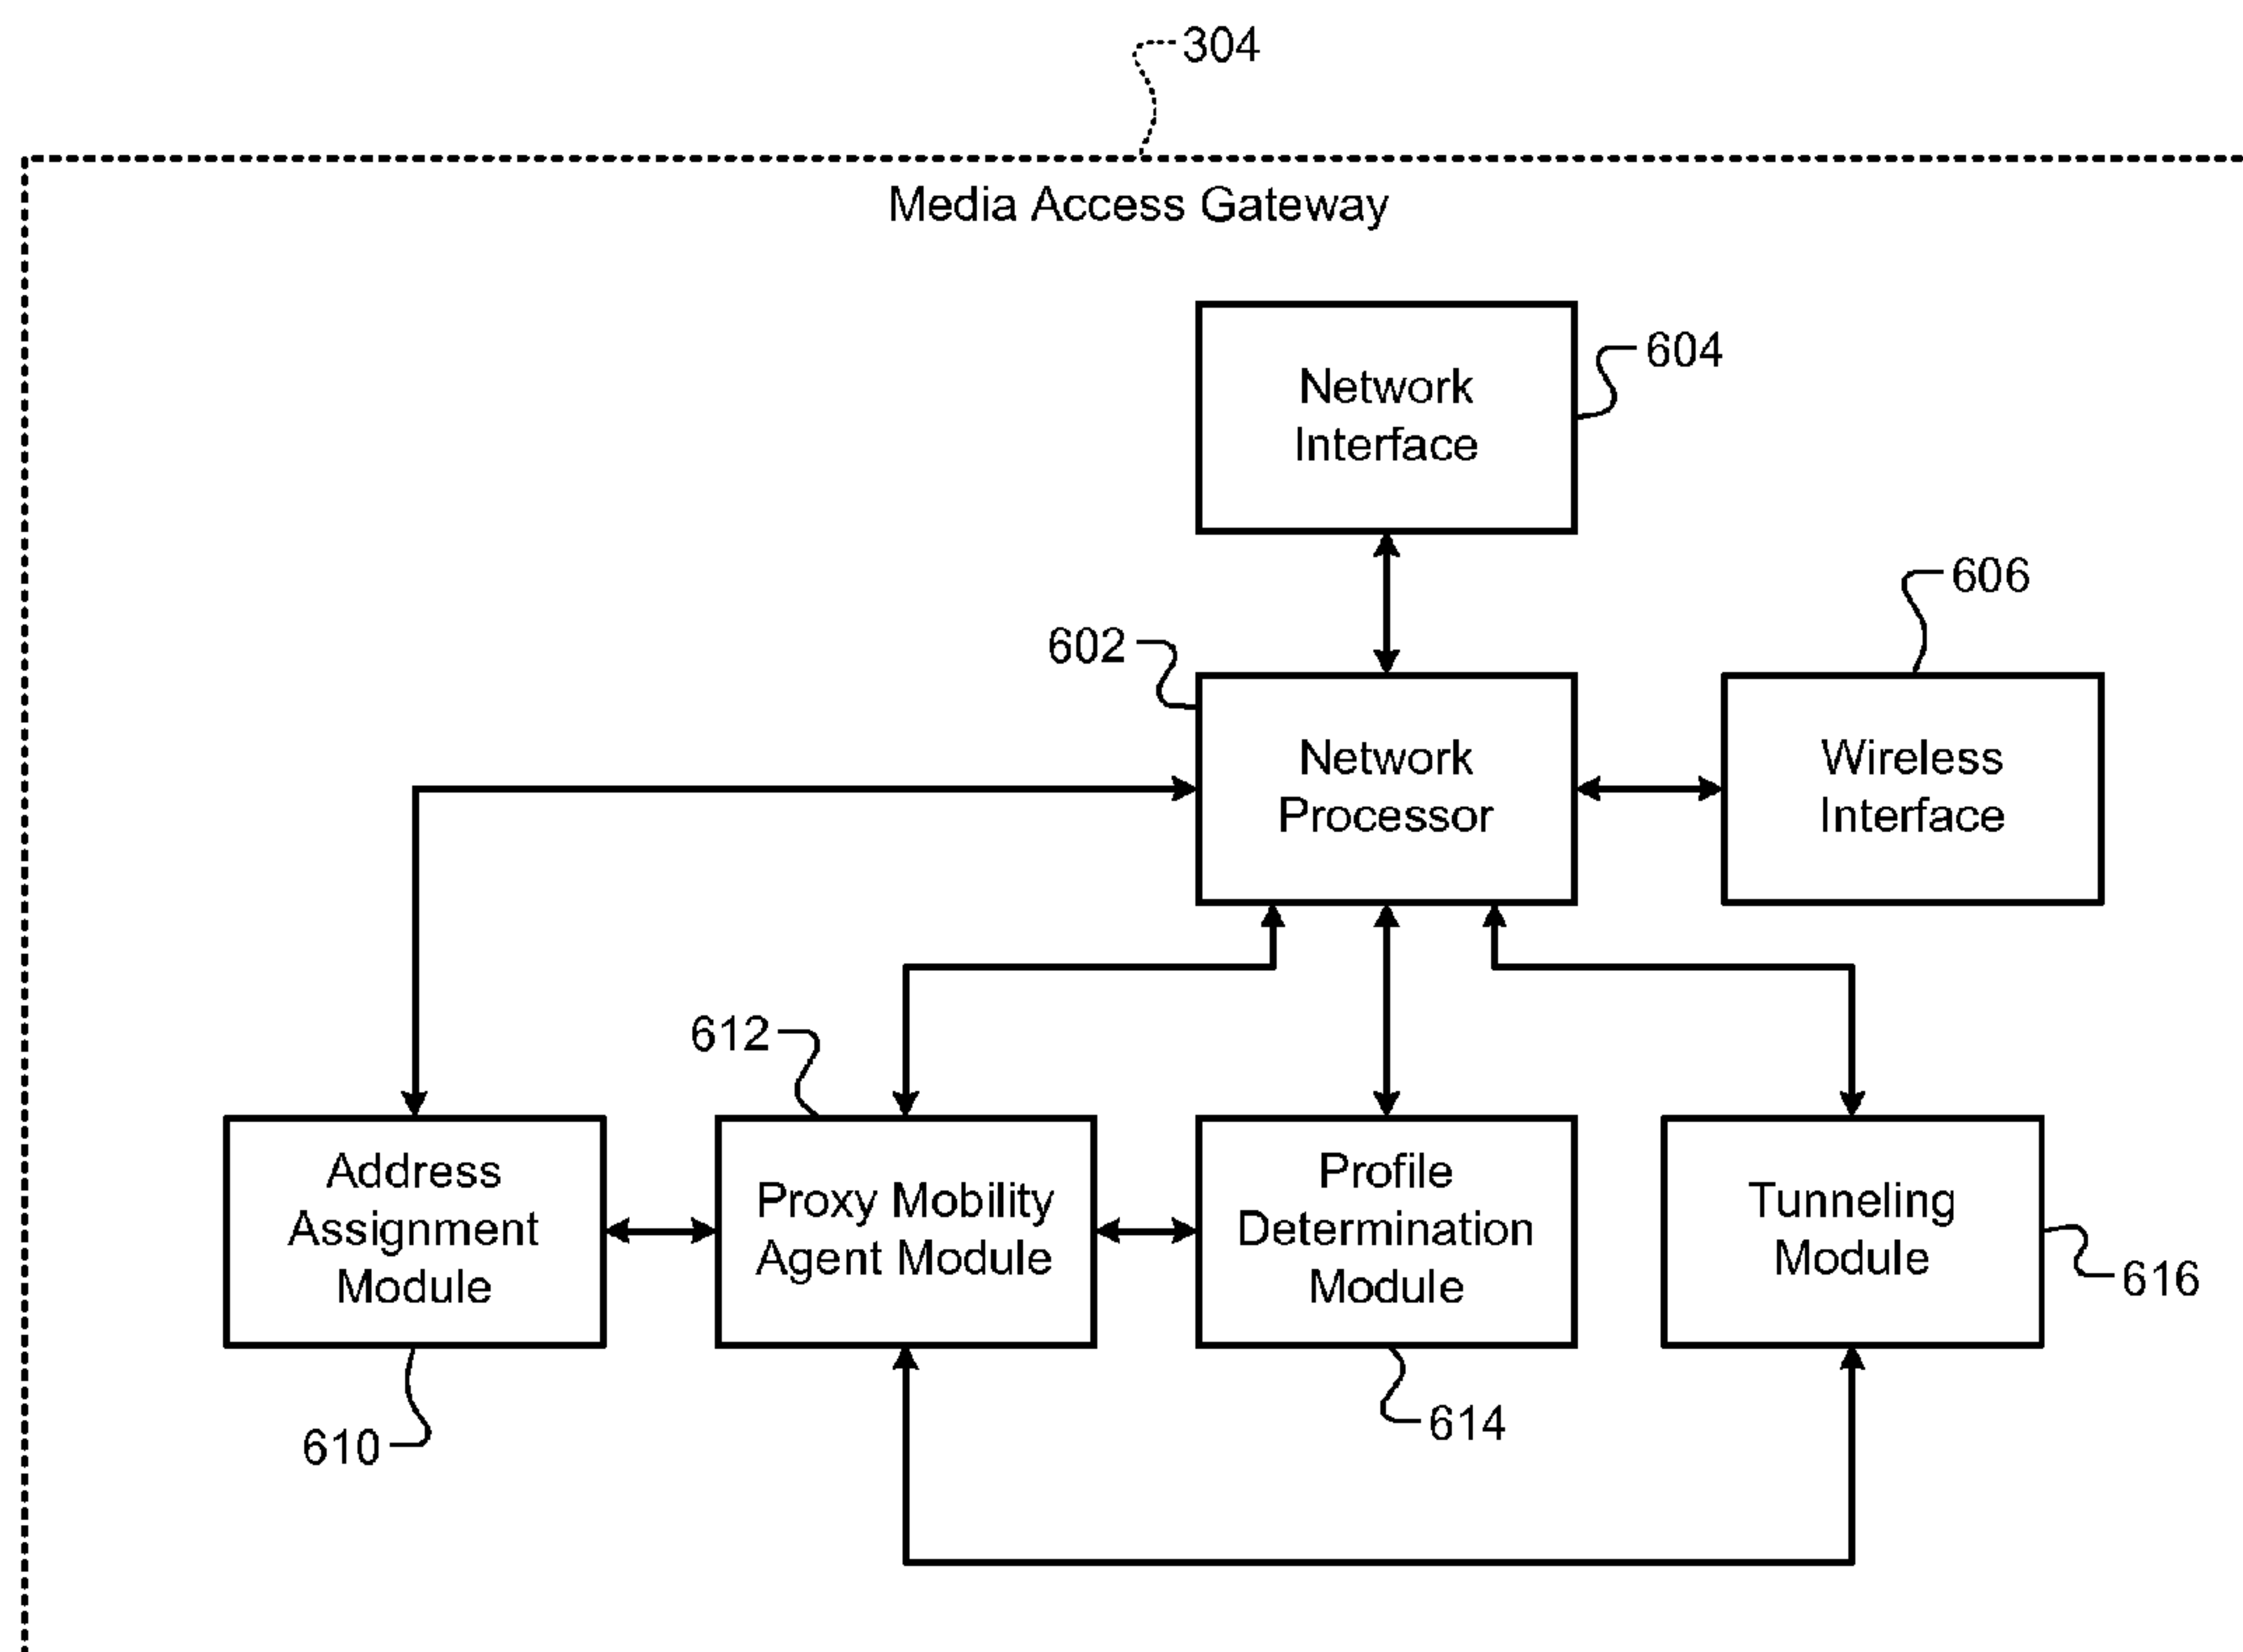 304
Media Access Gateway
Network
Interface
604
606
602
Network
Processor
Wireless
Interface
612
Address
Assignment
Module
Proxy Mobility
Agent Module
Profile
Determination
Module
Tunneling
Module
616
614
610